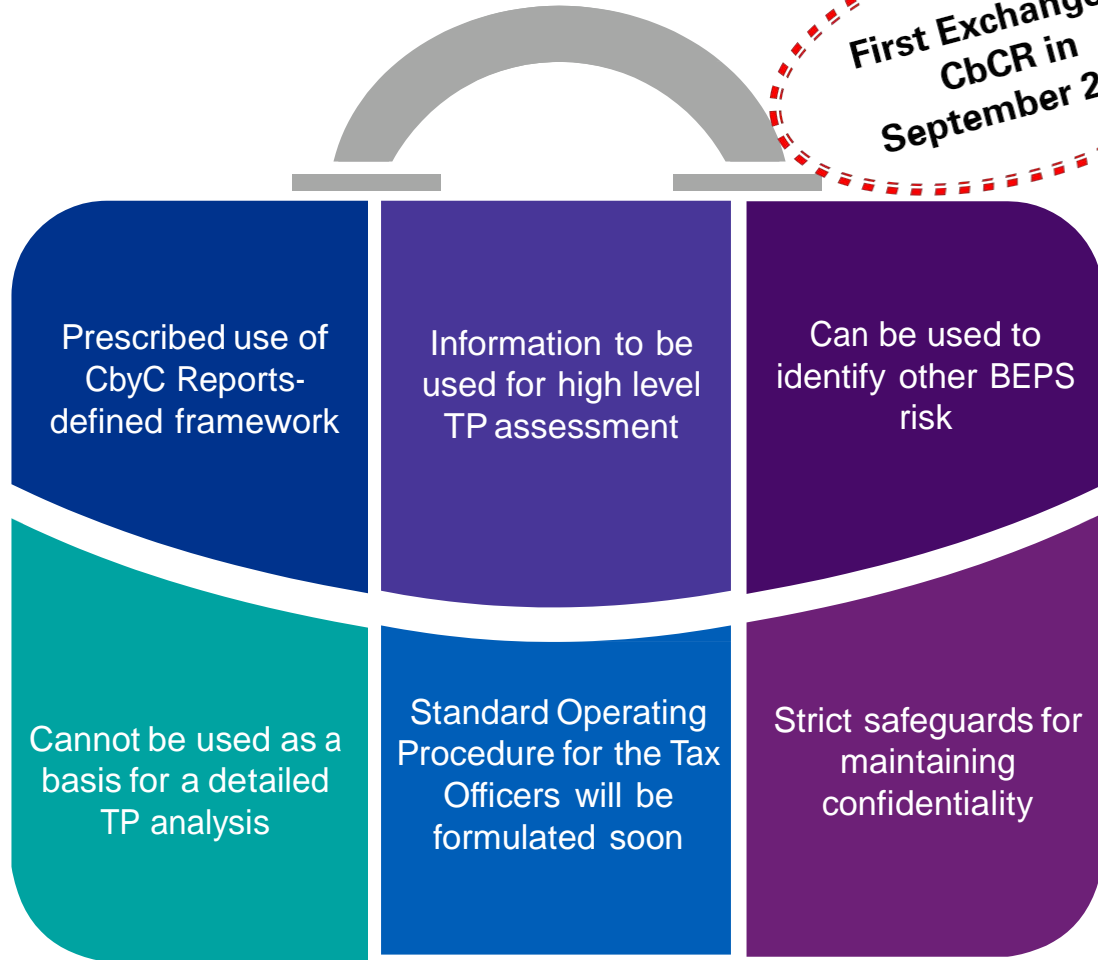 First Exchange
CbCR in
September 2
Prescribed use of
CbyC Reports-
defined framework
Information to be
used for high level
TP assessment
Can be used to
identify other BEPS
risk
Cannot be used as a
basis for a detailed
TP analysis
Standard Operating
Procedure for the Tax
Officers will be
formulated soon
Strict safeguards for
maintaining
confidentiality